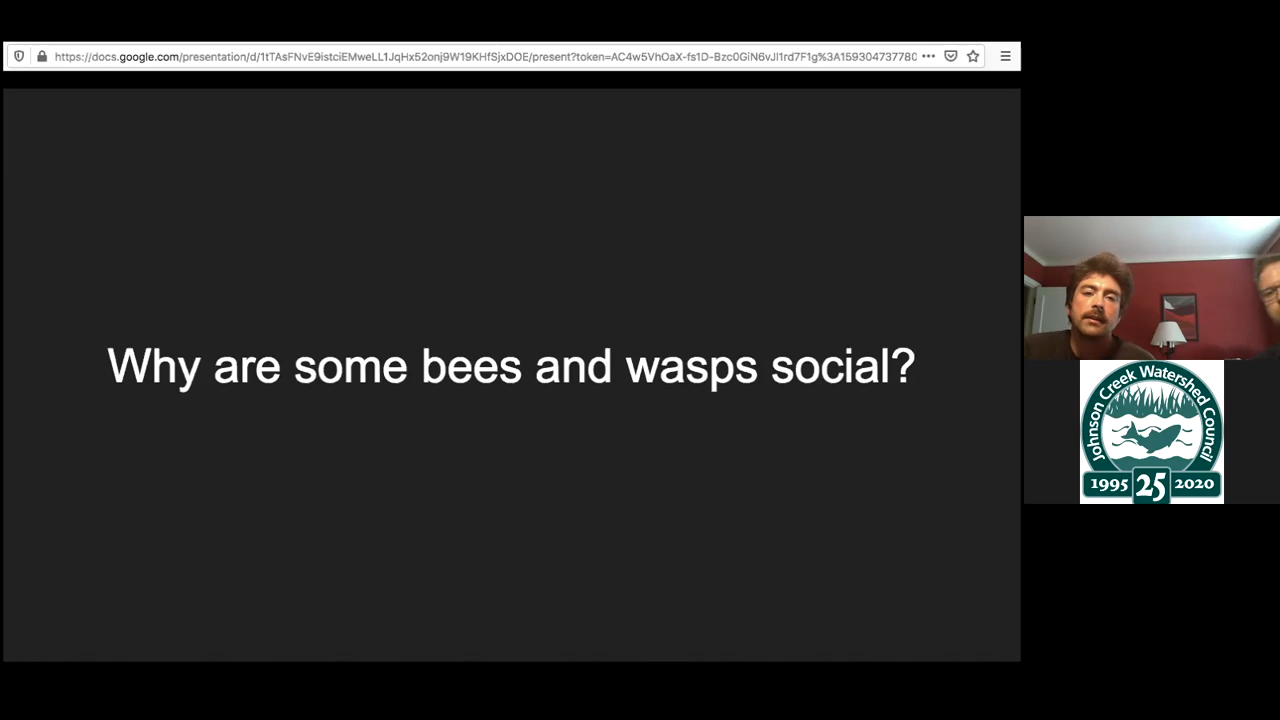 https://docs.google.com/presentation/d/1tTAsFNvE9istciEMweLL1JqHx52onj9W19KHfSjxDOE/present?token=AC4w5VhOaX-fs1D-Bzc0GiN6vJl1rd7F1g%3A159304737780
Why are some bees and wasps social?
Johnson Creek Watershed Council
1995 25 2020